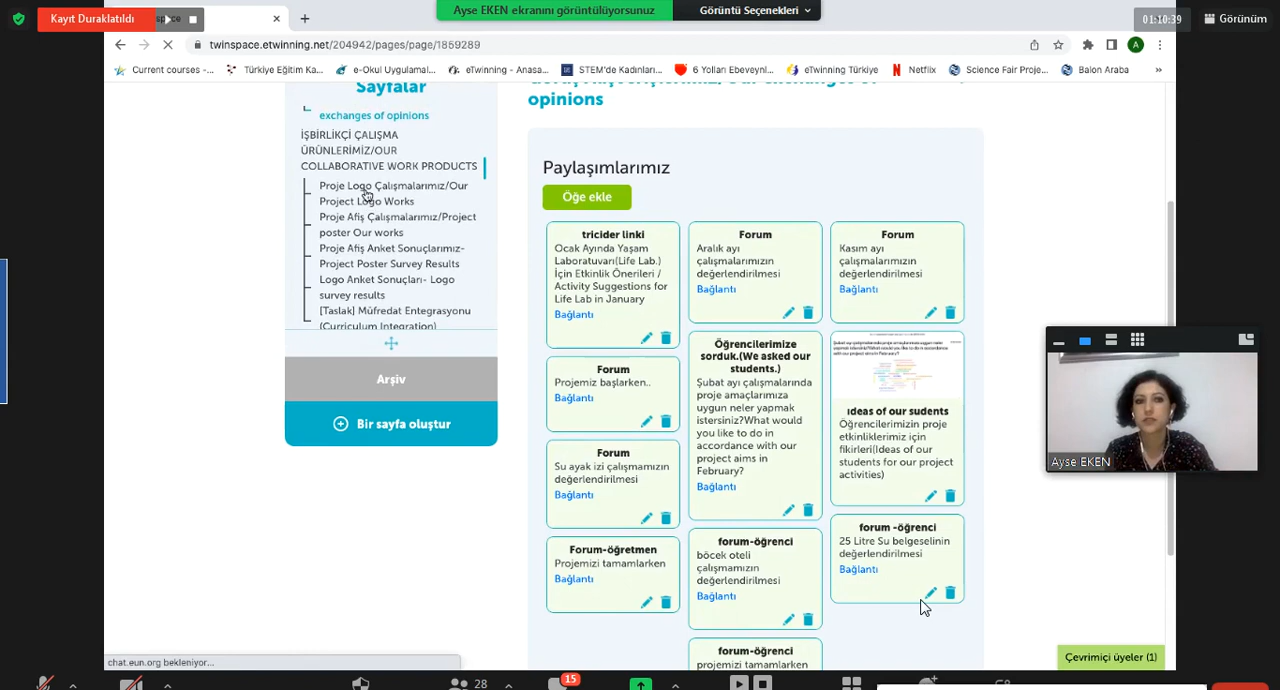 Kayıt Duraklatıldı
space
Ayse EKEN ekranını görüntülüyorsunuz
Görüntü Seçenekleri
01:10:39
Görünüm
twinspace.etwinning.net/204942/pages/page/1859289
A
Current courses -...
Türkiye Eğitim Ka...
e-Okul Uygulamal...
eTwinning - Anasa...
STEM'de Kadınları...
6 Yolları Ebeveynl...
eTwinning Türkiye
Netflix
Science Fair Proje...
Balon Araba
»
Sayfalar
exchanges of opinions
İŞBİRLİKÇİ ÇALIŞMA
ÜRÜNLERİMİZ/OUR
COLLABORATIVE WORK PRODUCTS
Proje Logo Çalışmalarımız/Our
Project Logo Works
Proje Afiş Çalışmalarımız/Project
poster Our works
Proje Afiş Anket Sonuçlarımız-
Project Poster Survey Results
Logo Anket Sonuçları- Logo
survey results
[Taslak] Müfredat Entegrasyonu
(Curriculum Integration)
Arşiv
Bir sayfa oluştur
opinions
Paylaşımlarımız
Öğe ekle
tricider linki
Ocak Ayında Yaşam
Laboratuvarı(Life Lab.)
İçin Etkinlik Önerileri /
Activity Suggestions for
Life Lab in January
Bağlantı
Forum
Projemiz başlarken..
Bağlantı
Forum
Su ayak izi çalışmamızın
değerlendirilmesi
Bağlantı
Forum-öğretmen
Projemizi tamamlarken
Bağlantı
Forum
Aralık ayı
çalışmalarımızın
değerlendirilmesi
Bağlantı
Öğrencilerimize
sorduk.(We asked our
students.)
Şubat ayı çalışmalarında
proje amaçlarımıza
uygun neler yapmak
istersiniz?What would
you like to do in
accordance with our
project aims in
February?
Bağlantı
forum-öğrenci
böcek oteli
çalışmamızın
değerlendirilmesi
Bağlantı
forum-öğrenci
projemizi tamamlarken
Forum
Kasım ayı
çalışmalarımızın
değerlendirilmesi
Bağlantı
Ideas of our sudents
Öğrencilerimizin proje
etkinliklerimiz için
fikirleri(Ideas of our
students for our project
activities)
forum -öğrenci
25 Litre Su belgeselinin
değerlendirilmesi
Bağlantı
Ayse EKEN
chat.eun.org bekleniyor...
Çevrimiçi üyeler (1)
28
15